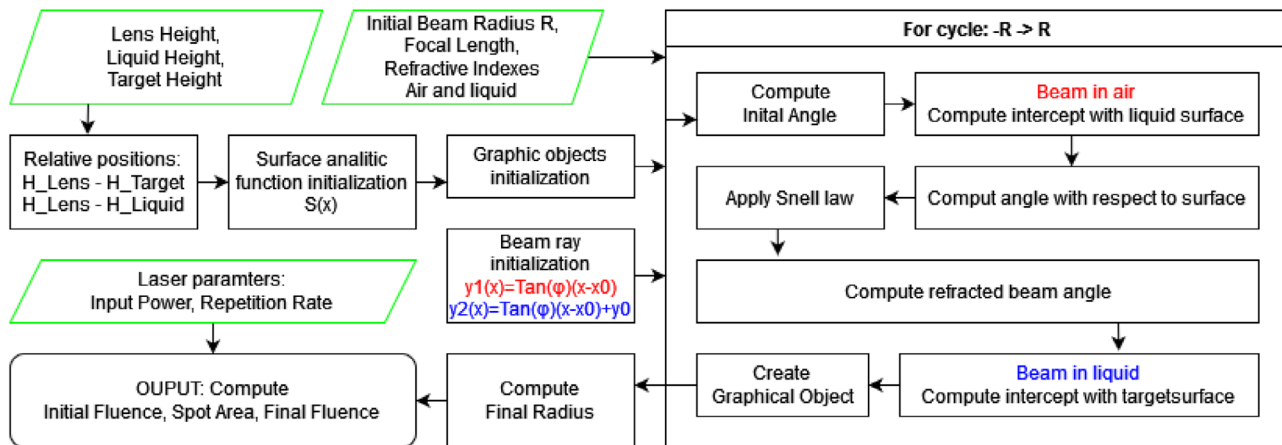 Lens Height,
Liquid Height,
Target Height
Initial Beam Radius R,
Focal Length,
Refractive Indexes
Air and liquid
For cycle: -R -> R
Compute
Inital Angle
Beam in air
Compute intercept with liquid surface
Relative positions:
H_Lens - H_Target
H_Lens - H_Liquid
Surface analitic
function initialization
S(x)
Graphic objects
initialization
Apply Snell law
Comput angle with respect to surface
Beam ray
initialization
y1(x)=Tan(φ)(x-x0)
y2(x)=Tan(φ)(x-x0)+y0
Laser paramters:
Input Power, Repetition Rate
Compute refracted beam angle
OUPUT: Compute
Initial Fluence, Spot Area, Final Fluence
Compute
Final Radius
Create
Graphical Object
Beam in liquid
Compute intercept with targetsurface